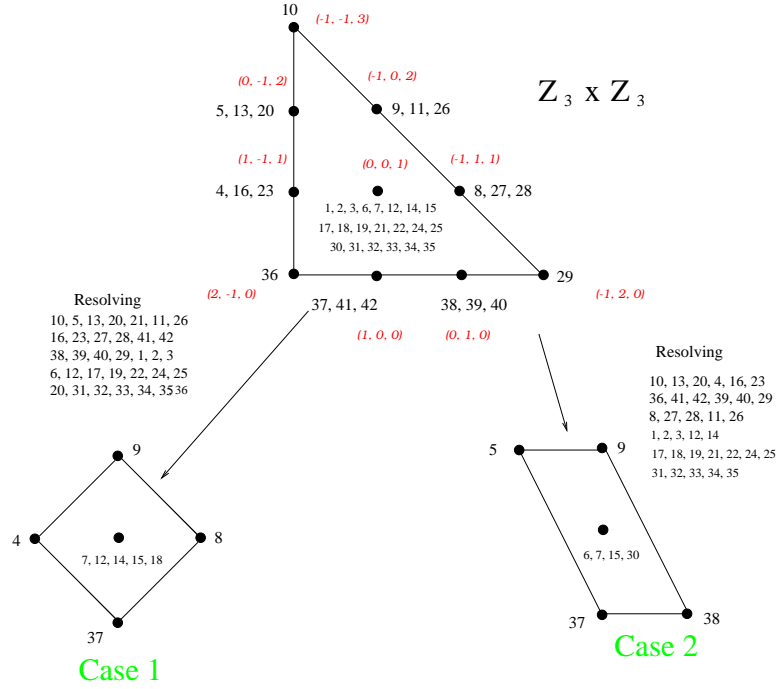 10
(-1, -1, 3)
(0, -1, 2)
(-1, 0, 2)
Z 3 x Z 3
5, 13, 20
9, 11, 26
(1, -1, 1)
(0, 0, 1)
(-1, 1, 1)
4, 16, 23
8, 27, 28
1, 2, 3, 6, 7, 12, 14, 15
17, 18, 19, 21, 22, 24, 25
30, 31, 32, 33, 34, 35
36
29
(2, -1, 0)
(-1, 2, 0)
37, 41, 42
38, 39, 40
(1, 0, 0)
(0, 1, 0)
Resolving
10, 5, 13, 20, 21, 11, 26
16, 23, 27, 28, 41, 42
38, 39, 40, 29, 1, 2, 3
6, 12, 17, 19, 22, 24, 25
20, 31, 32, 33, 34, 35 36
Resolving
10, 13, 20, 4, 16, 23
36, 41, 42, 39, 40, 29
8, 27, 28, 11, 26
1, 2, 3, 12, 14
17, 18, 19, 21, 22, 24, 25
31, 32, 33, 34, 35
9
4
8
7, 12, 14, 15, 18
37
Case 1
5
9
6, 7, 15, 30
37
38
Case 2